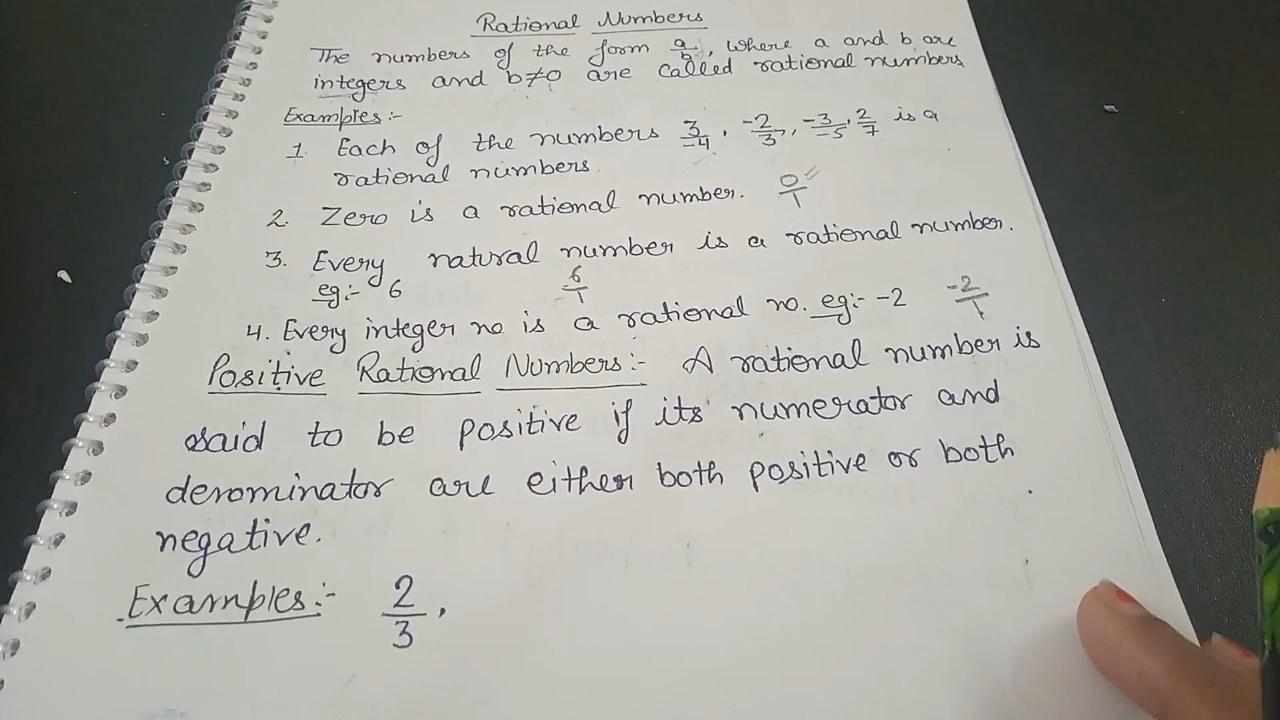 Rational Numbers
The numbers of the form a/b, where a and b are
integers and b≠0 are called rational numbers
Examples:-
1. Each of the numbers 3/-4, -2/3, -3/-5, 2/7 is a
rational numbers.
2. Zero is a rational number. 0/1
3. Every natural number is a rational number.
eg:- 6 6/1
4. Every integer no is a rational no. eg:- -2 -2/1
Positive Rational Numbers:- A rational number is
said to be positive if its numerator and
denominator are either both positive or both
negative.
Examples:- 2/3,